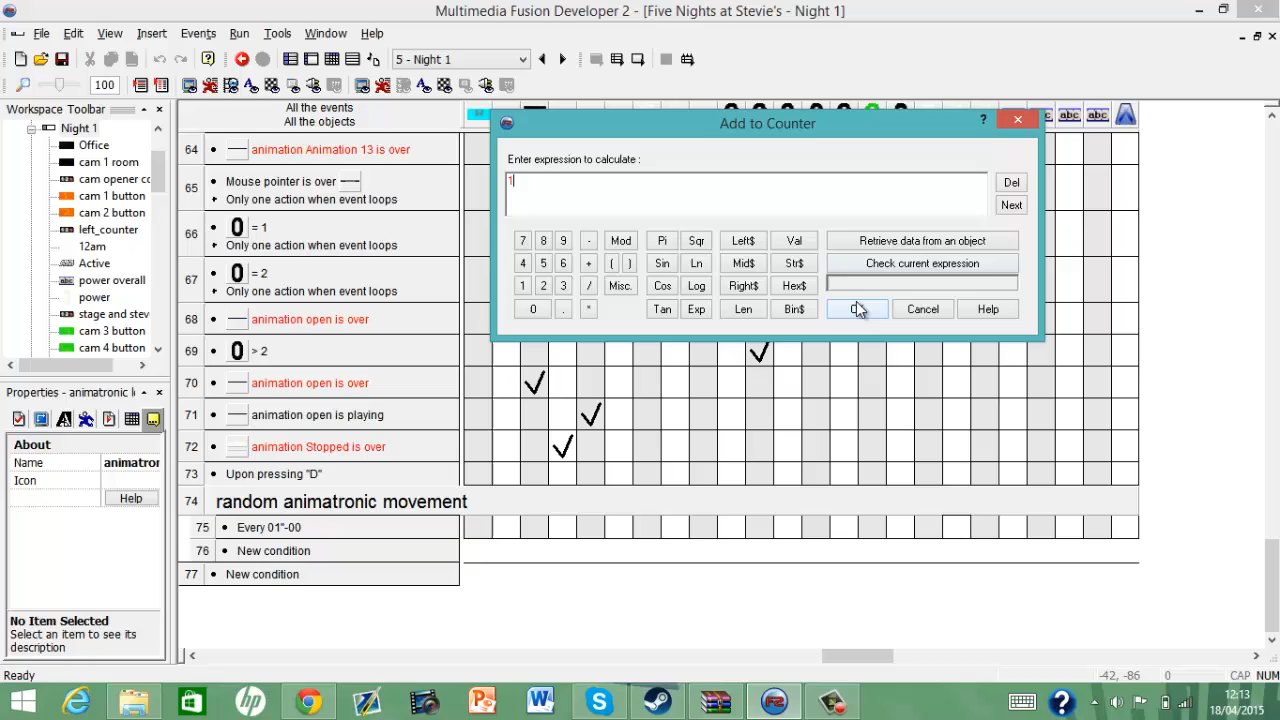 Multimedia Fusion Developer 2 - [Five Nights at Stevie's - Night 1]
File Edit View Insert Events Run Tools Window Help
5 - Night 1
100
Workspace Toolbar
Night 1
Office
cam 1 room
cam opener co
cam 1 button
cam 2 button
left_counter
12am
Active
power overall
power
stage and stev
cam 3 button
cam 4 button
Properties - animatronic l
About
Name animatron
Icon
Help
No Item Selected
Select an item to see its
description
All the events
All the objects
64 animation Animation 13 is over
65 Mouse pointer is over
Only one action when event loops
66 0 = 1
Only one action when event loops
67 0 = 2
Only one action when event loops
68 animation open is over
69 0 > 2
70 animation open is over
71 animation open is playing
72 animation Stopped is over
73 Upon pressing "D"
74 random animatronic movement
75 Every 01"-00
76 New condition
77 New condition
abc abc abc
Add to Counter
?
Enter expression to calculate :
1
Del
Next
7 8 9 - Mod Pi Sqr Left$ Val Retrieve data from an object
4 5 6 + ( ) Sin Ln Mid$ Str$ Check current expression
1 2 3 / Misc. Cos Log Right$ Hex$
0 . * Tan Exp Len Bin$ Cancel Help
Ready
-42, -86 0 CAP NUM
12:13
18/04/2015